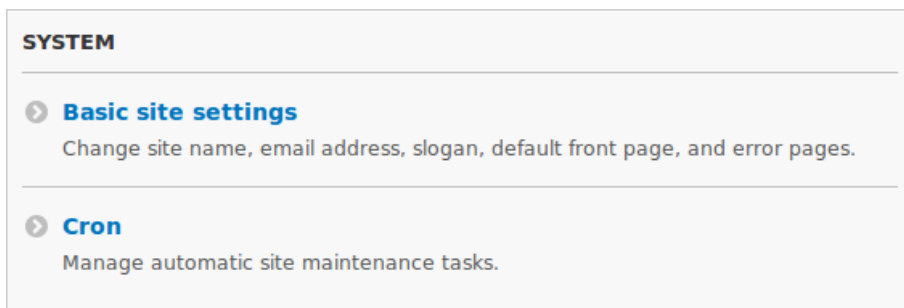 SYSTEM
Basic site settings
Change site name, email address, slogan, default front page, and error pages.
Cron
Manage automatic site maintenance tasks.